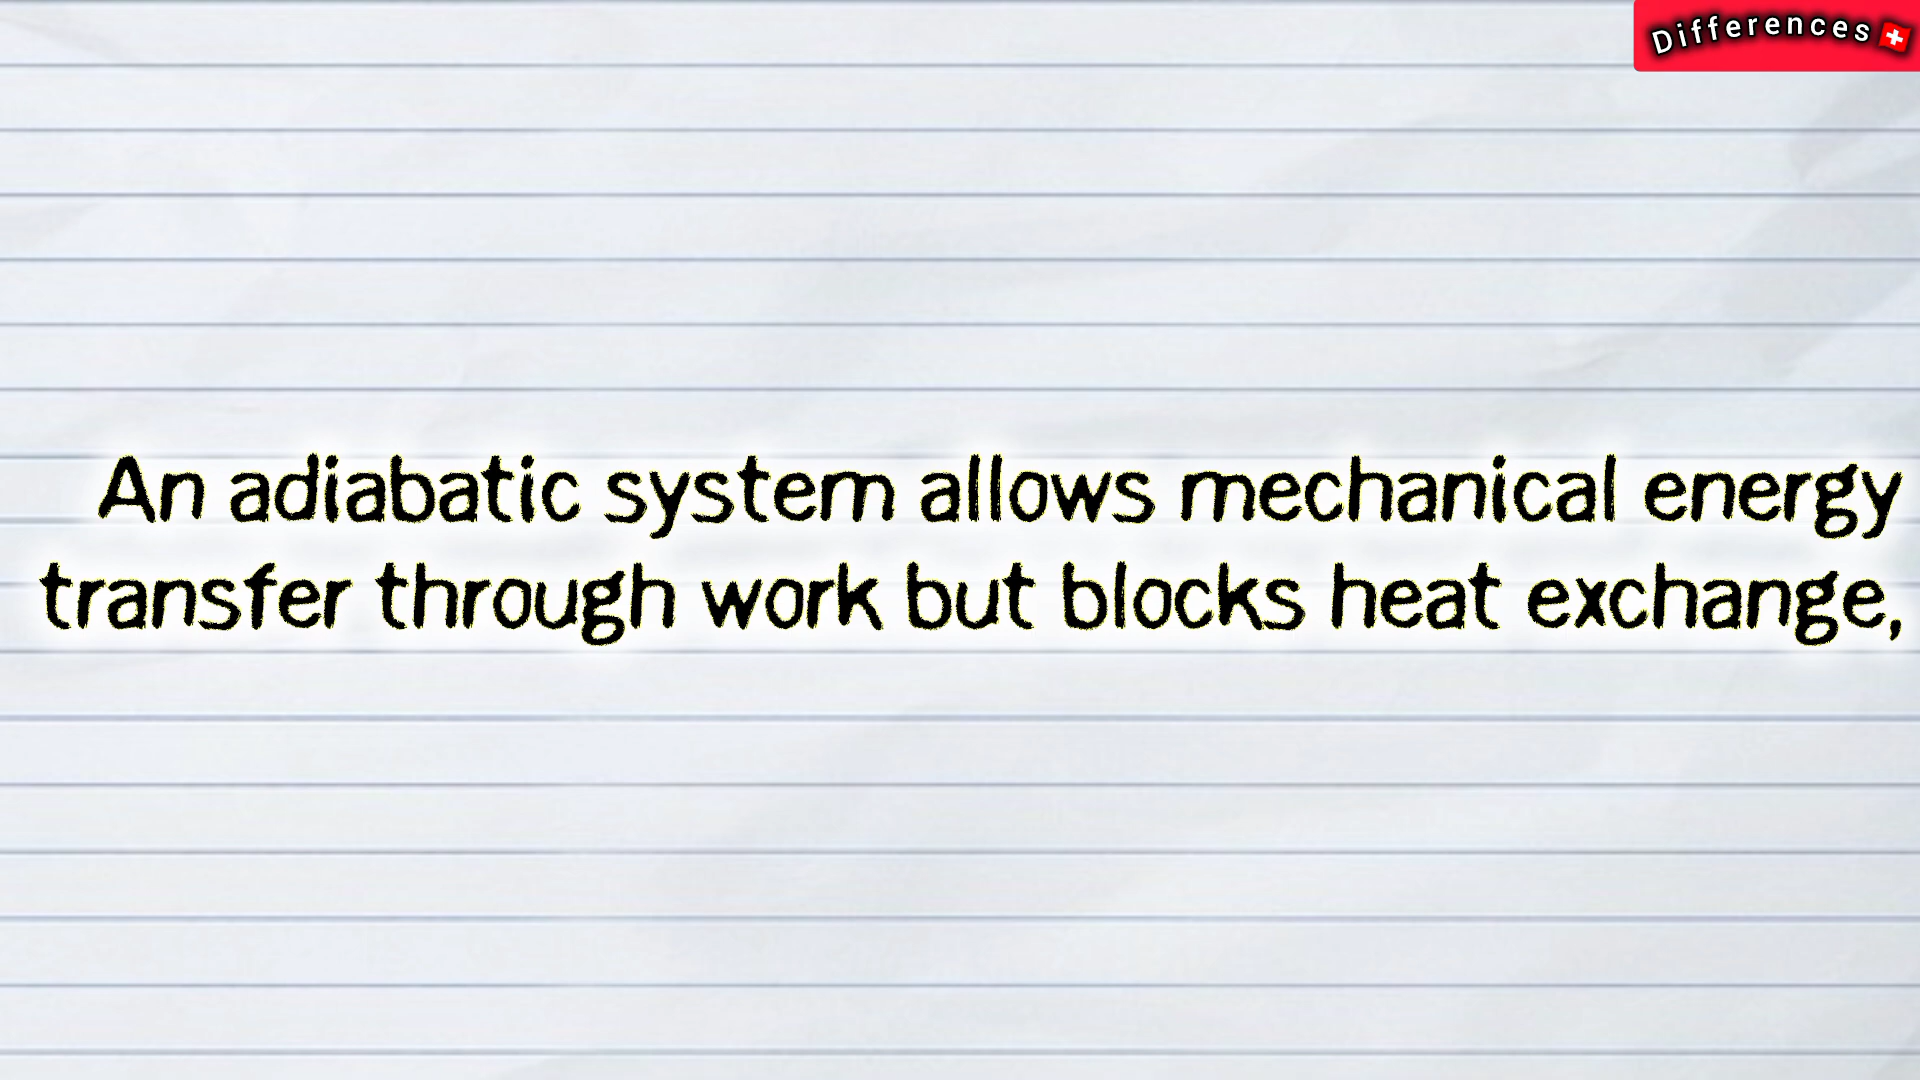 Differences
An adiabatic system allows mechanical energy
transfer through work but blocks heat exchange,